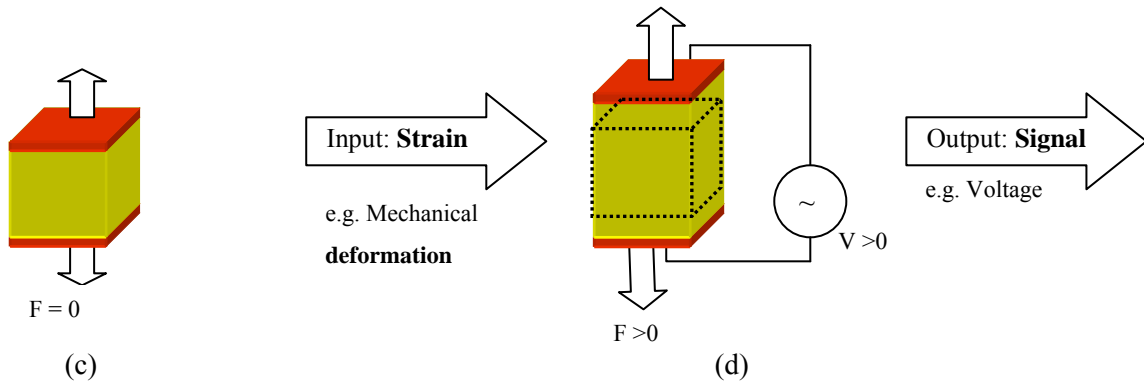 Input: Strain
e.g. Mechanical
deformation
F = 0
(c)
~
V >0
F >0
(d)
Output: Signal
e.g. Voltage